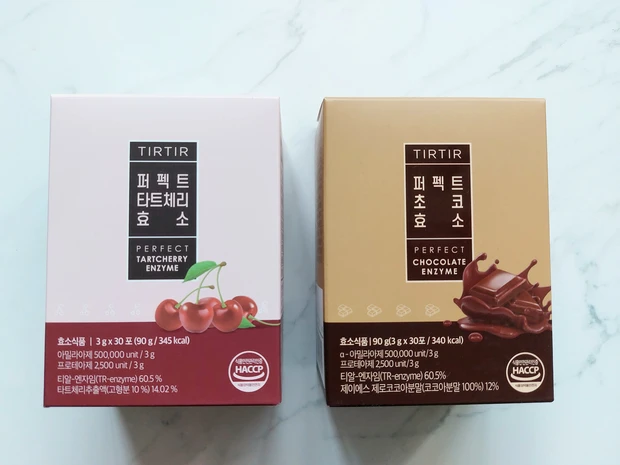 TIRTIR
퍼펙트
타트체리
효소
PERFECT
TARTCHERRY
ENZYME
효소식품 | 3 g x 30 포 (90 g / 345 kcal)
아밀라아제 500,000 unit / 3 g
프로테아제 2,500 unit / 3 g
티알-엔자임(TR-enzyme) 60.5 %
타트체리추출액(고형분 10 %) 14.02 %
HACCP
TIRTIR
퍼펙트
초코
효소
PERFECT
CHOCOLATE
ENZYME
효소식품 | 90 g(3 g x 30포/ 340 kcal)
α - 아밀라아제 500,000 unit/3 g
프로테아제 2,500 unit/3 g
티알-엔자임(TR-enzyme) 60.5%
제이에스 제로코코아분말(코코아분말 100%) 12%
HACCP